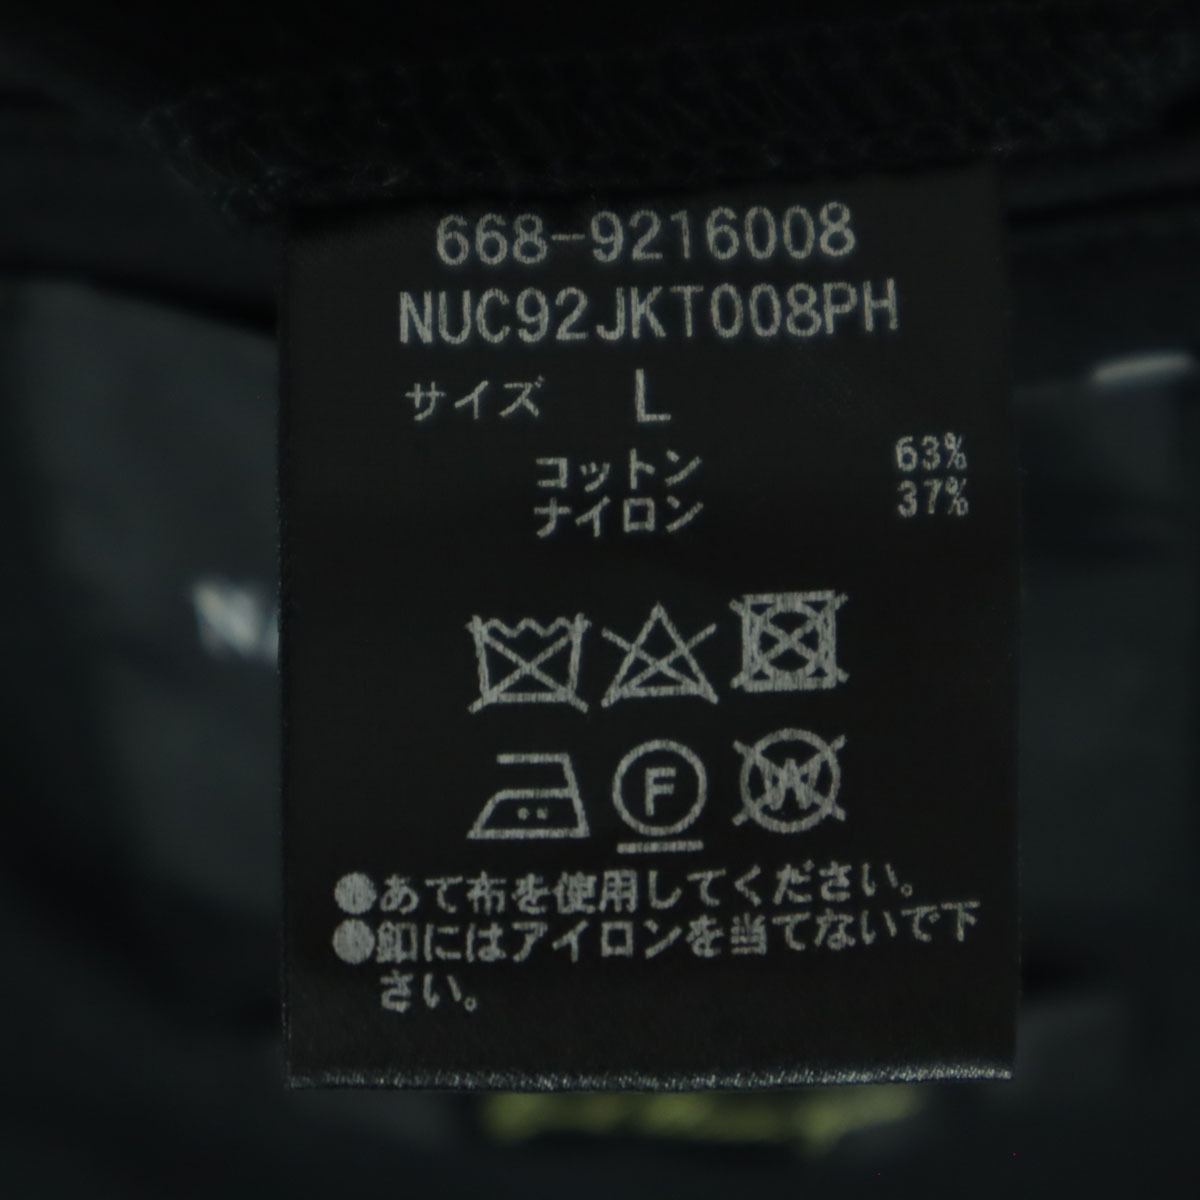 668-9216008
NUC92JKT008PH
サイズ L
コットン 63%
ナイロン 37%
F W
●あて布を使用してください。
●釦にはアイロンを当てないで下
さい。